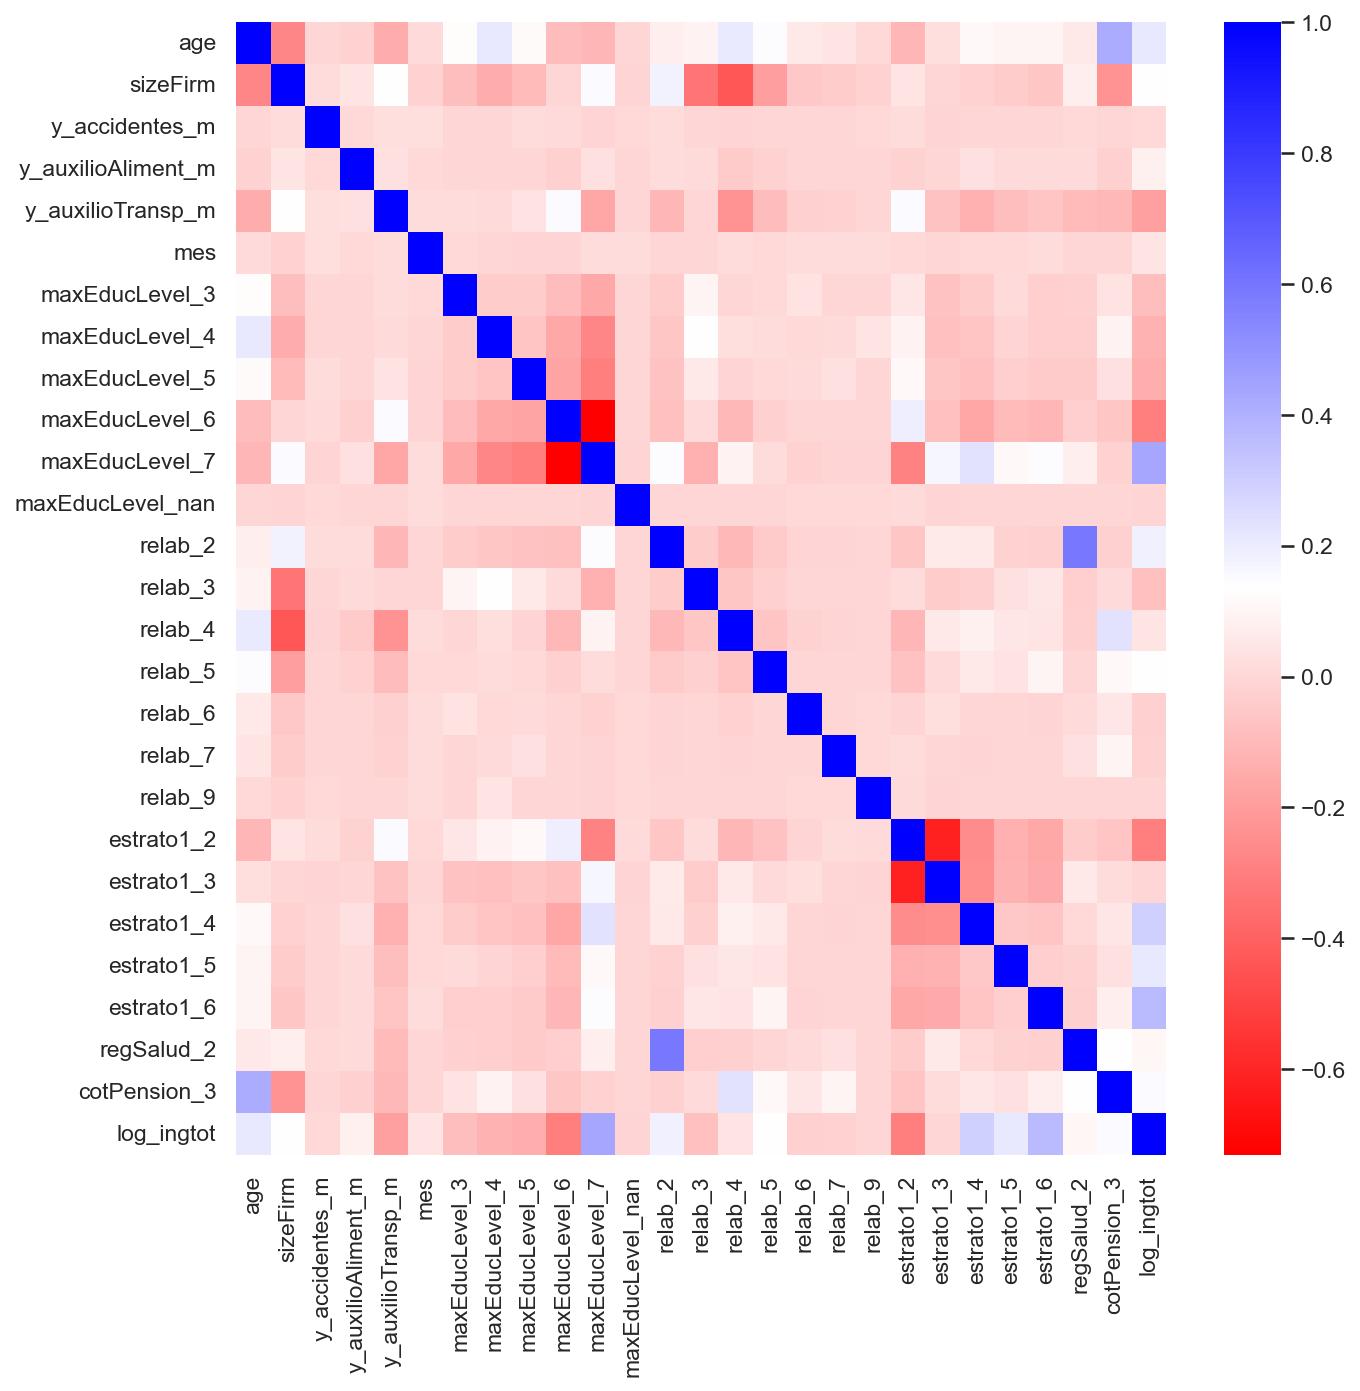 age
sizeFirm
y_accidentes_m
y_auxilioAliment_m
y_auxilioTransp_m
mes
maxEducLevel_3
maxEducLevel_4
maxEducLevel_5
maxEducLevel_6
maxEducLevel_7
maxEducLevel_nan
relab_2
relab_3
relab_4
relab_5
relab_6
relab_7
relab_9
estrato1_2
estrato1_3
estrato1_4
estrato1_5
estrato1_6
regSalud_2
cotPension_3
log_ingtot
age
sizeFirm
y_accidentes_m
y_auxilioAliment_m
y_auxilioTransp_m
mes
maxEducLevel_3
maxEducLevel_4
maxEducLevel_5
maxEducLevel_6
maxEducLevel_7
maxEducLevel_nan
relab_2
relab_3
relab_4
relab_5
relab_6
relab_7
relab_9
estrato1_2
estrato1_3
estrato1_4
estrato1_5
estrato1_6
regSalud_2
cotPension_3
log_ingtot
1.0
0.8
0.6
0.4
0.2
0.0
−0.2
−0.4
−0.6